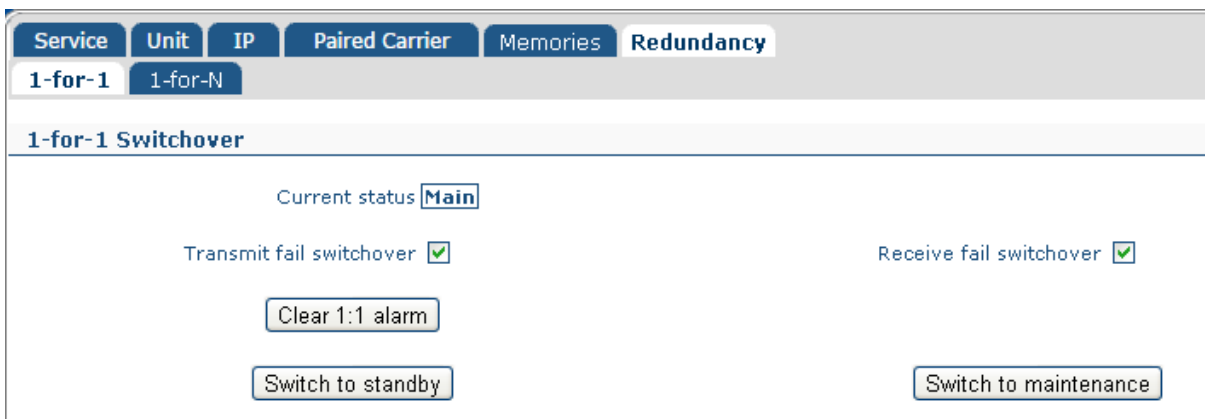 Service Unit IP Paired Carrier Memories Redundancy
1-for-1 1-for-N
1-for-1 Switchover
Current status Main
Transmit fail switchover Receive fail switchover
Clear 1:1 alarm
Switch to standby Switch to maintenance